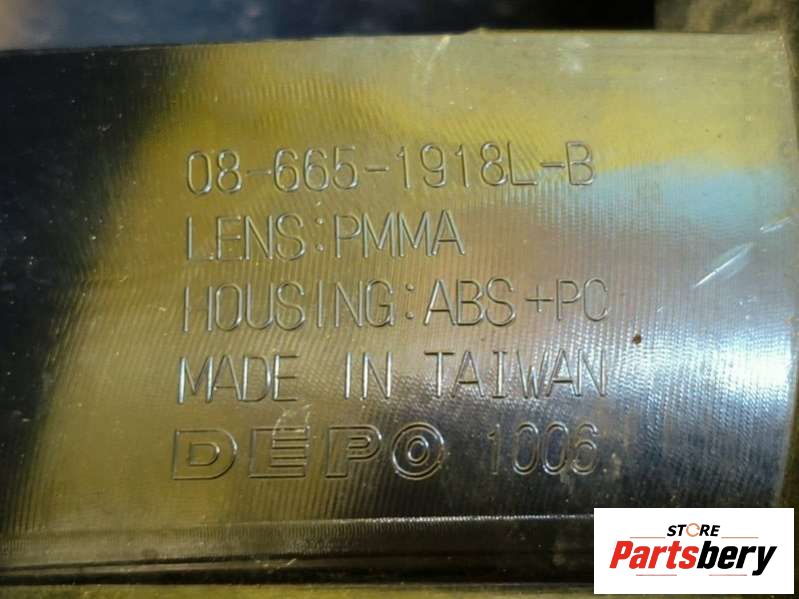 08-665-1918L-B
LENS:PMMA
HOUSING:ABS+PC
MADE IN TAIWAN
DEPO 1006
STORE
Partsbery